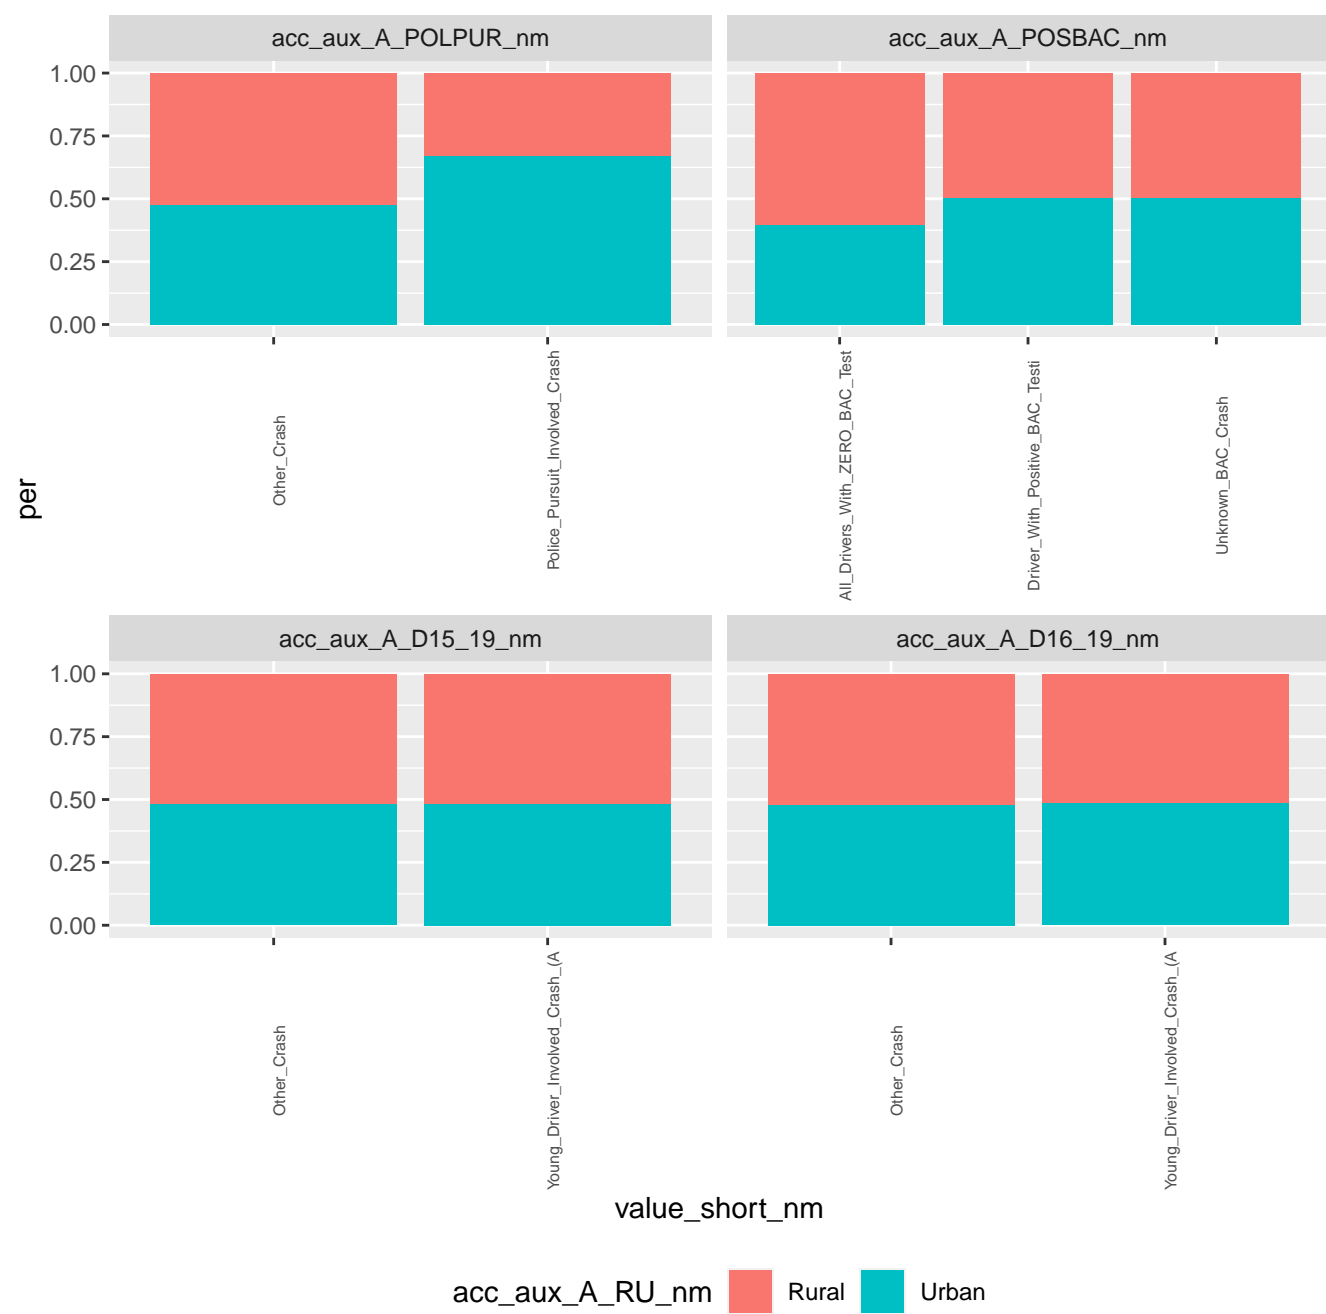 acc_aux_A_POLPUR_nm
acc_aux_A_POSBAC_nm
1.00
0.75
0.50
0.25
0.00
Other_Crash
Police_Pursuit_Involved_Crash
All_Drivers_With_ZERO_BAC_Test
Driver_With_Positive_BAC_Testi
Unknown_BAC_Crash
per
acc_aux_A_D15_19_nm
acc_aux_A_D16_19_nm
1.00
0.75
0.50
0.25
0.00
Other_Crash
Young_Driver_Involved_Crash_(A
Other_Crash
Young_Driver_Involved_Crash_(A
value_short_nm
acc_aux_A_RU_nm Rural Urban